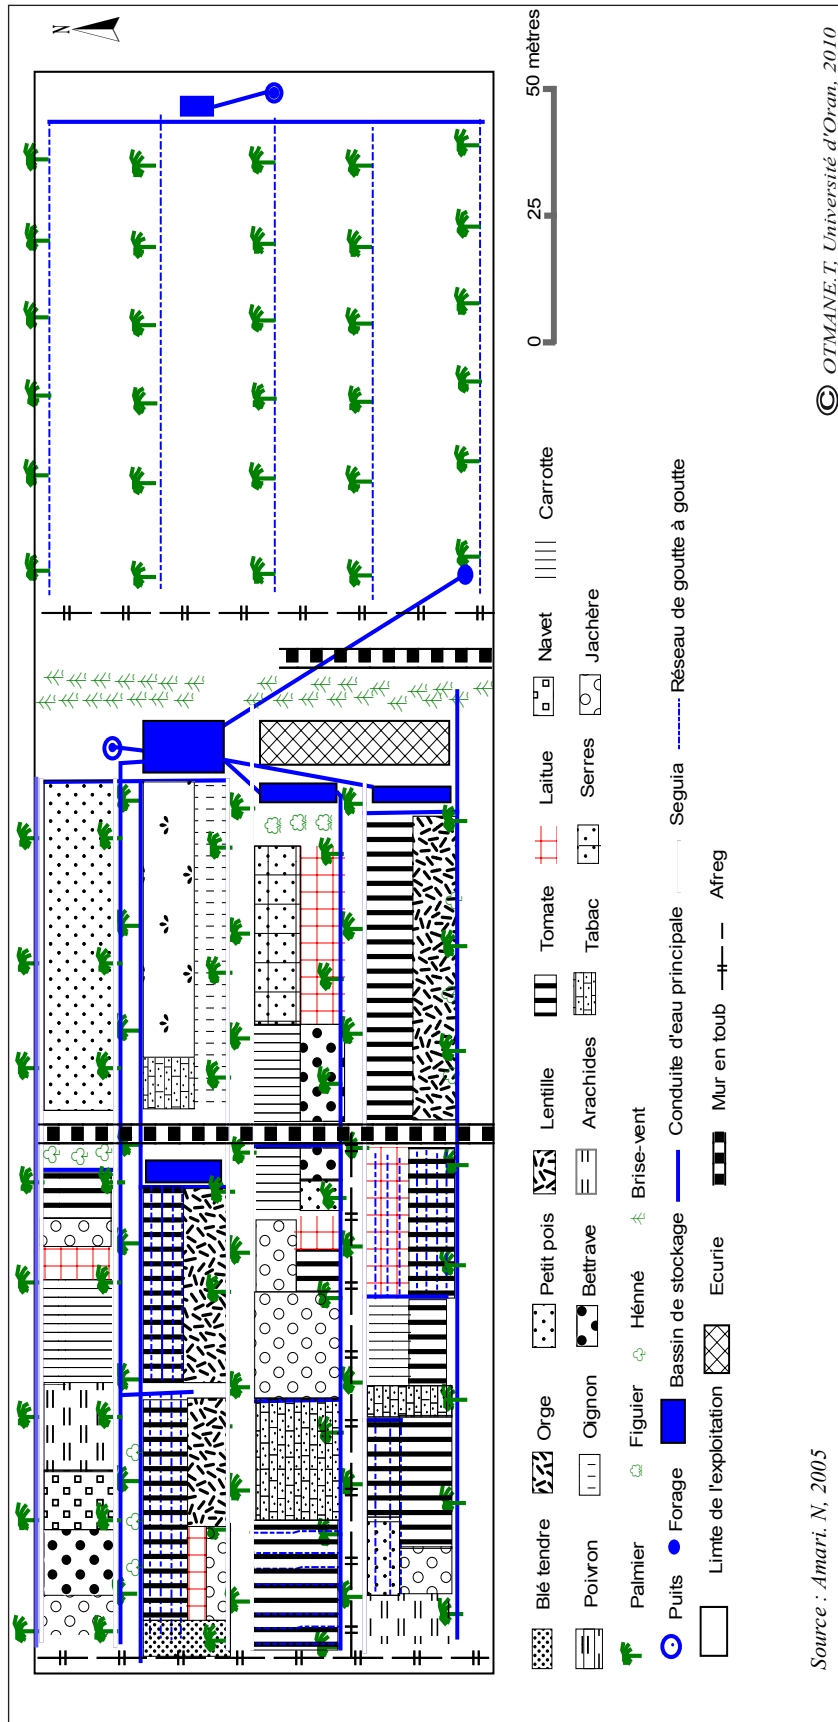 N
0 25 50 mètres
Blé tendre Orge Petit pois Lentille Tomate Laitue Navet Carrotte
Poivron Oignon Bettrave Arachides Tabac Serres Jachère
Palmier Figuier Hénné Brise-vent
Puits Forage Bassin de stockage Conduite d'eau principale Seguia Réseau de goutte à goutte
Limte de l'exploitation Ecurie Mur en toub Afreg
Source : Amari. N, 2005
© OTMANE.T, Université d'Oran, 2010